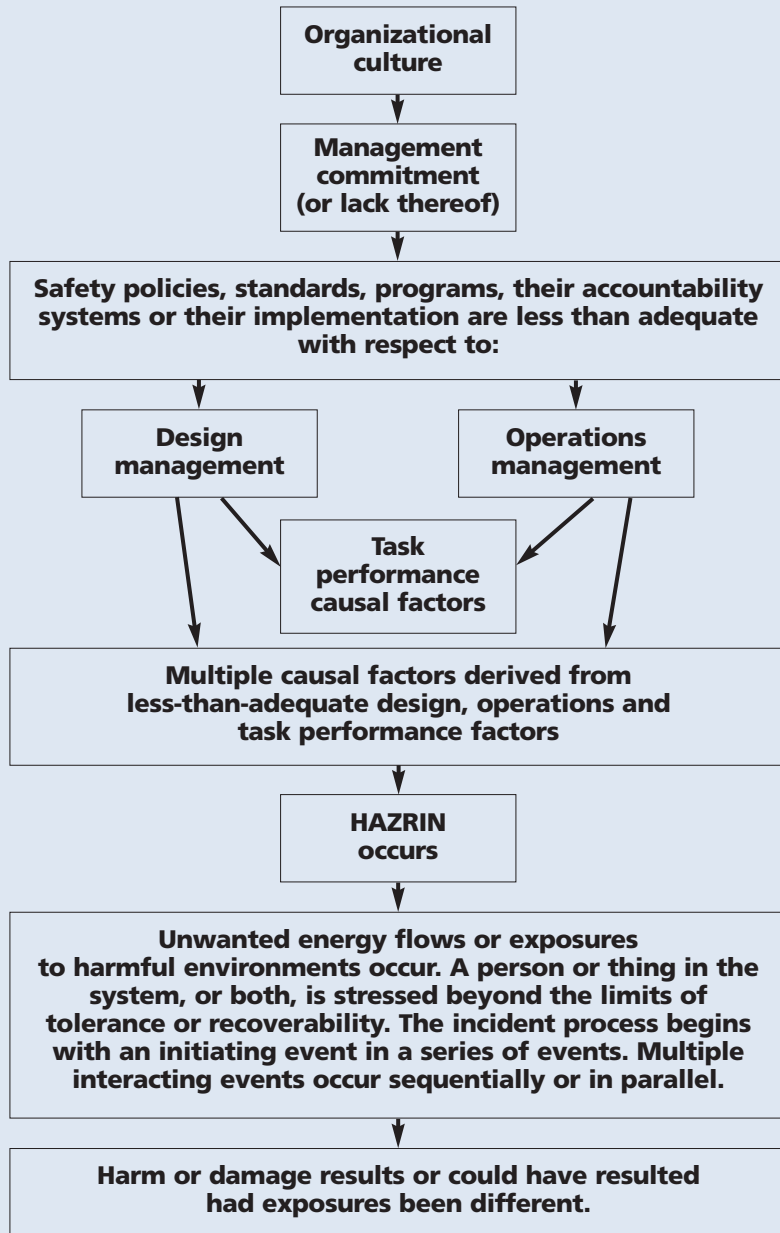 Organizational
culture
Management
commitment
(or lack thereof)
Safety policies, standards, programs, their accountability
systems or their implementation are less than adequate
with respect to:
Design
management
Operations
management
Task
performance
causal factors
Multiple causal factors derived from
less-than-adequate design, operations and
task performance factors
HAZRIN
occurs
Unwanted energy flows or exposures
to harmful environments occur. A person or thing in the
system, or both, is stressed beyond the limits of
tolerance or recoverability. The incident process begins
with an initiating event in a series of events. Multiple
interacting events occur sequentially or in parallel.
Harm or damage results or could have resulted
had exposures been different.